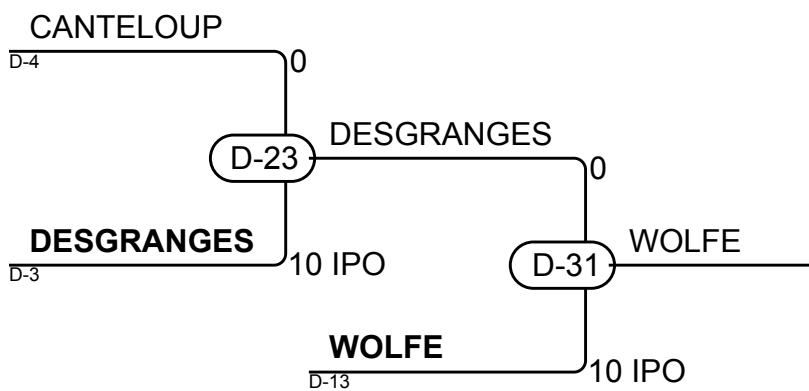 CANTELOUP
D-4
0
D-23
DESGRANGES
0
DESGRANGES
D-3
10 IPO
D-31
WOLFE
WOLFE
D-13
10 IPO